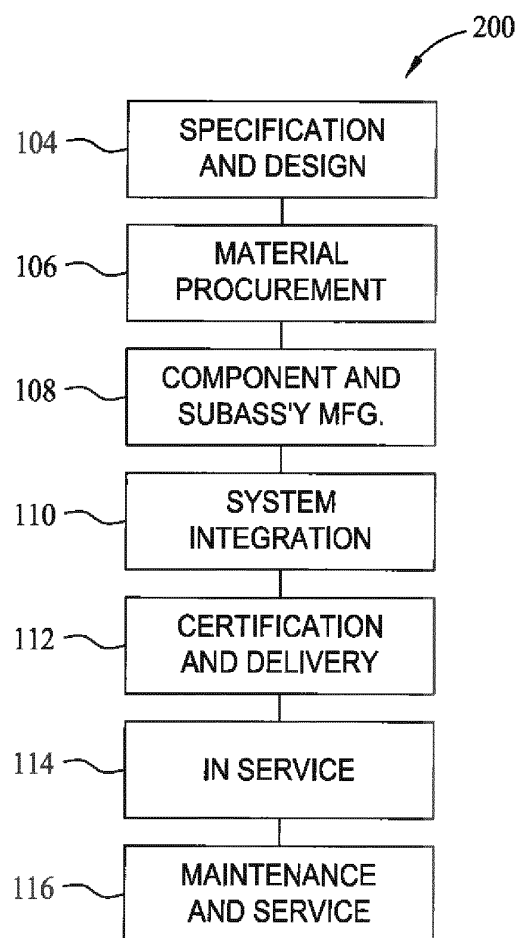 200
104
SPECIFICATION
AND DESIGN
106
MATERIAL
PROCUREMENT
108
COMPONENT AND
SUBASS'Y MFG.
110
SYSTEM
INTEGRATION
112
CERTIFICATION
AND DELIVERY
114
IN SERVICE
116
MAINTENANCE
AND SERVICE